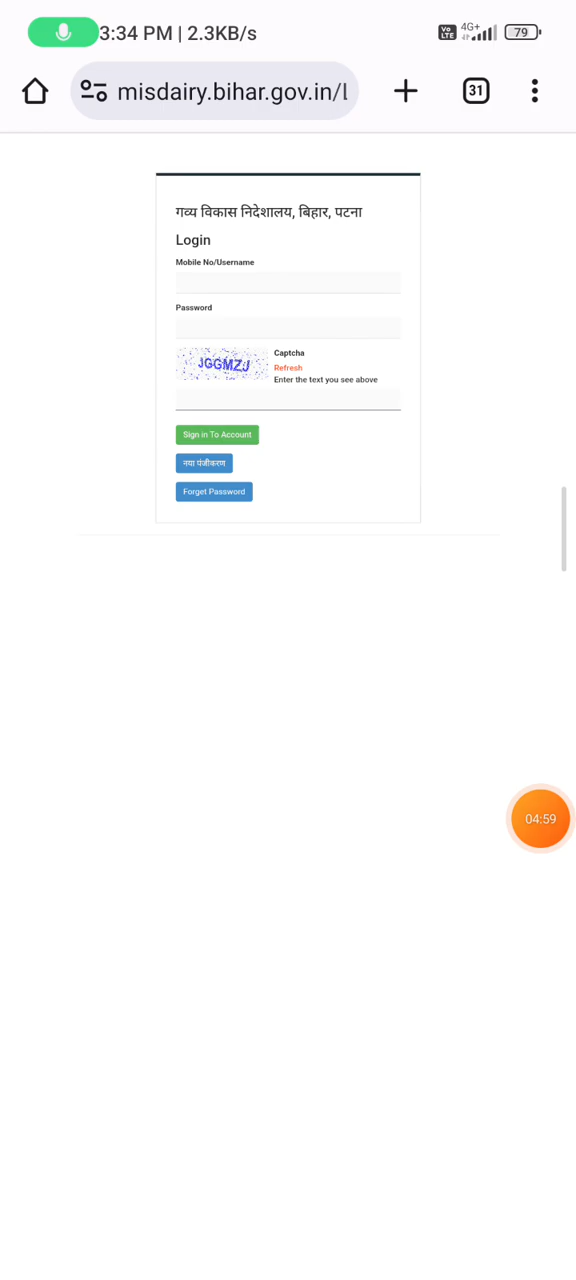 3:34 PM | 2.3KB/s
Vo LTE 4G+ 79
misdairy.bihar.gov.in/L
31
गव्य विकास निदेशालय, बिहार, पटना
Login
Mobile No/Username
Password
JGGMZJ
Captcha
Refresh
Enter the text you see above
Sign in To Account
नया पंजीकरण
Forget Password
04:59